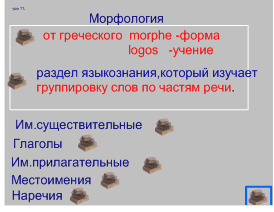 Морфология
от греческого morphe -форма
logos -учение
раздел языкознания,который изучает
группировку слов по частям речи.
Им.существительные
Глаголы
Им.прилагательные
Местоимения
Наречия